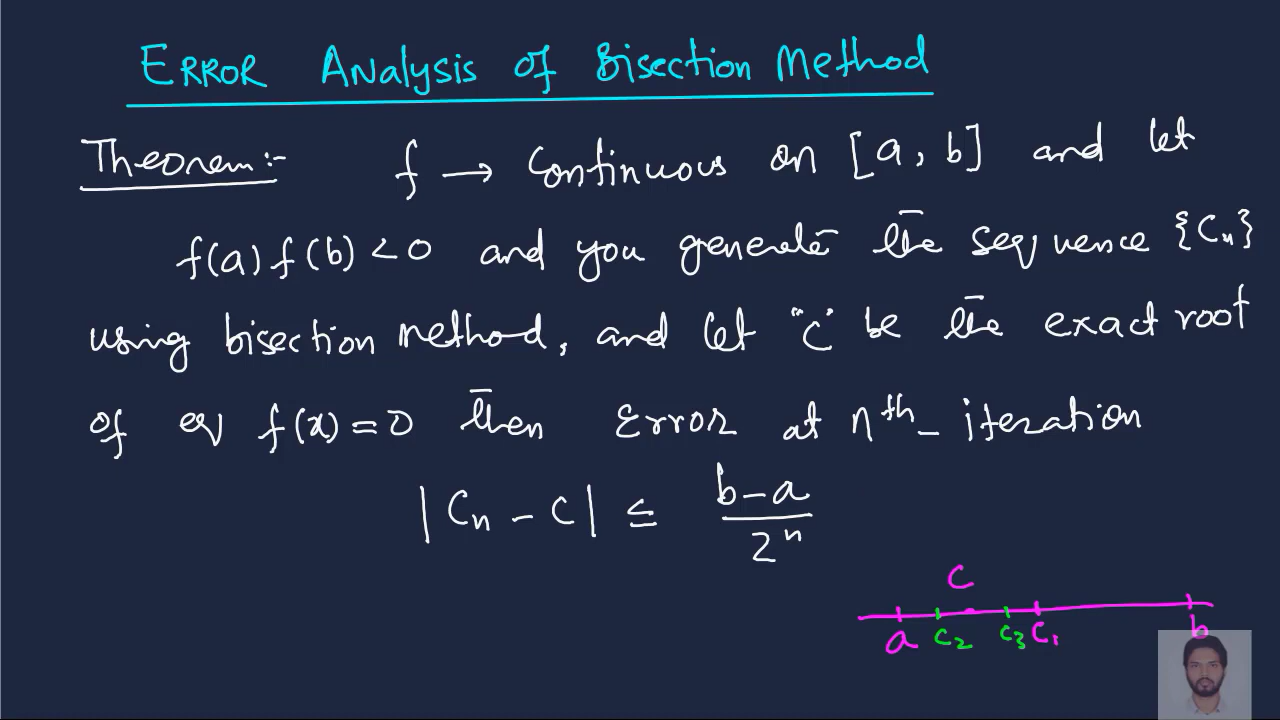 ERROR Analysis of Bisection Method
Theorem:- f → Continuous on [a, b] and let
f(a) f(b) < 0 and you generate the sequence {Cₙ}
using bisection method, and let "c" be the exact root
of eq f(x) = 0 then Error at nᵗʰ- iteration
|Cₙ - c| ≤ (b-a)/2ⁿ
C
a C₂ C₃ C₁ b